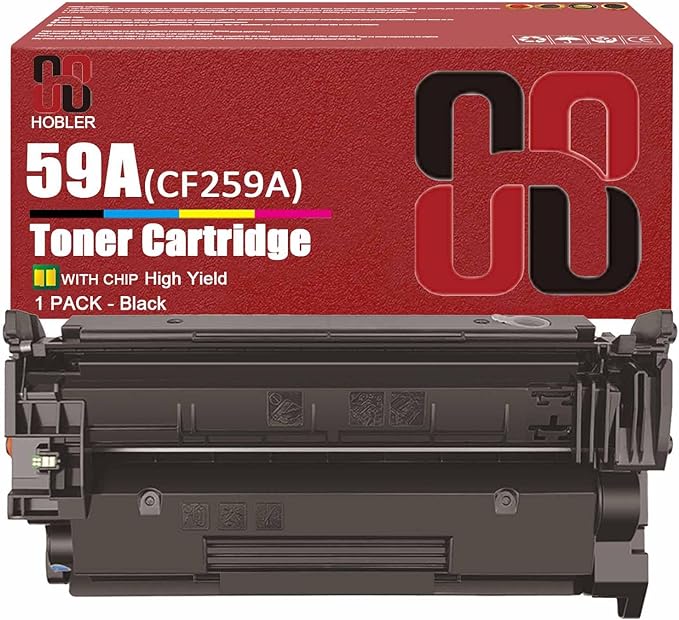 HOBLER
59A(CF259A)
Toner Cartridge
WITH CHIP High Yield
1 PACK - Black